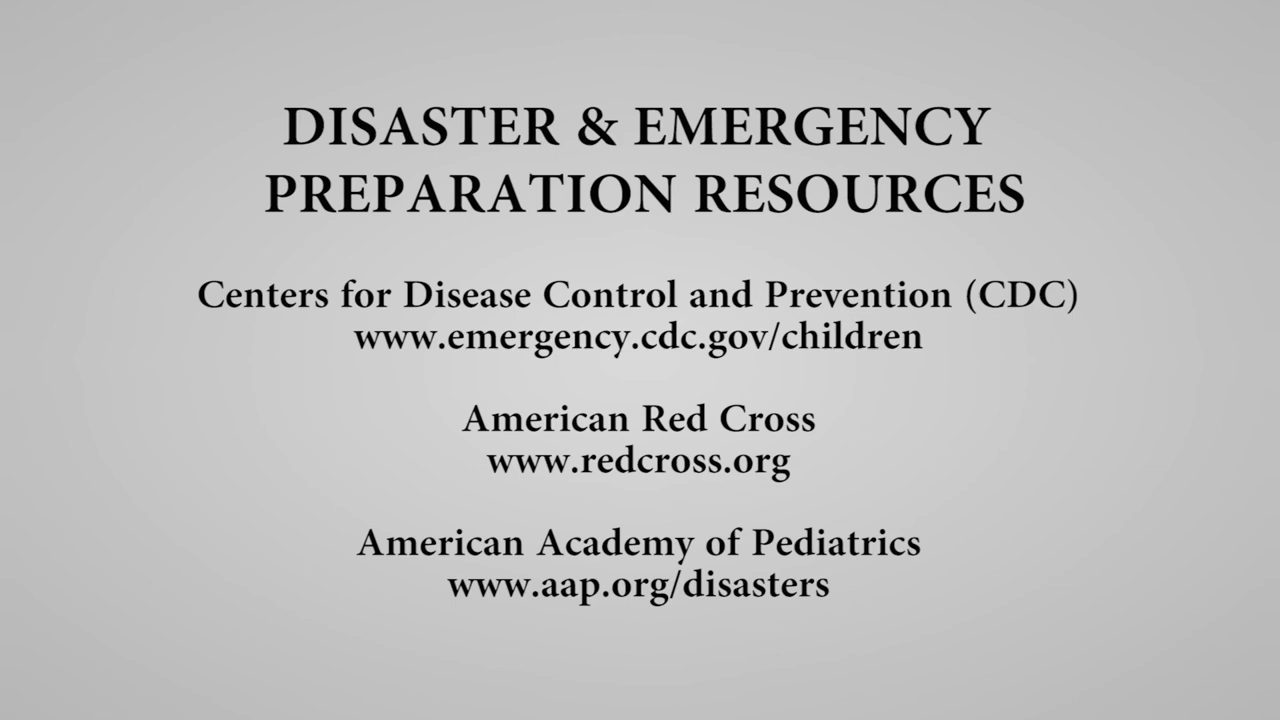 DISASTER & EMERGENCY
PREPARATION RESOURCES
Centers for Disease Control and Prevention (CDC)
www.emergency.cdc.gov/children
American Red Cross
www.redcross.org
American Academy of Pediatrics
www.aap.org/disasters